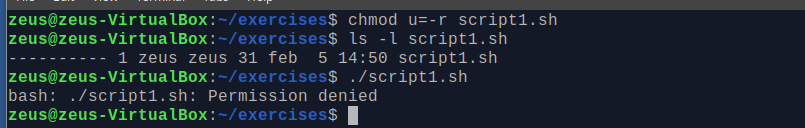 zeus@zeus-VirtualBox:~/exercises$ chmod u=-r script1.sh
zeus@zeus-VirtualBox:~/exercises$ ls -l script1.sh
---------- 1 zeus zeus 31 feb  5 14:50 script1.sh
zeus@zeus-VirtualBox:~/exercises$ ./script1.sh
bash: ./script1.sh: Permission denied
zeus@zeus-VirtualBox:~/exercises$